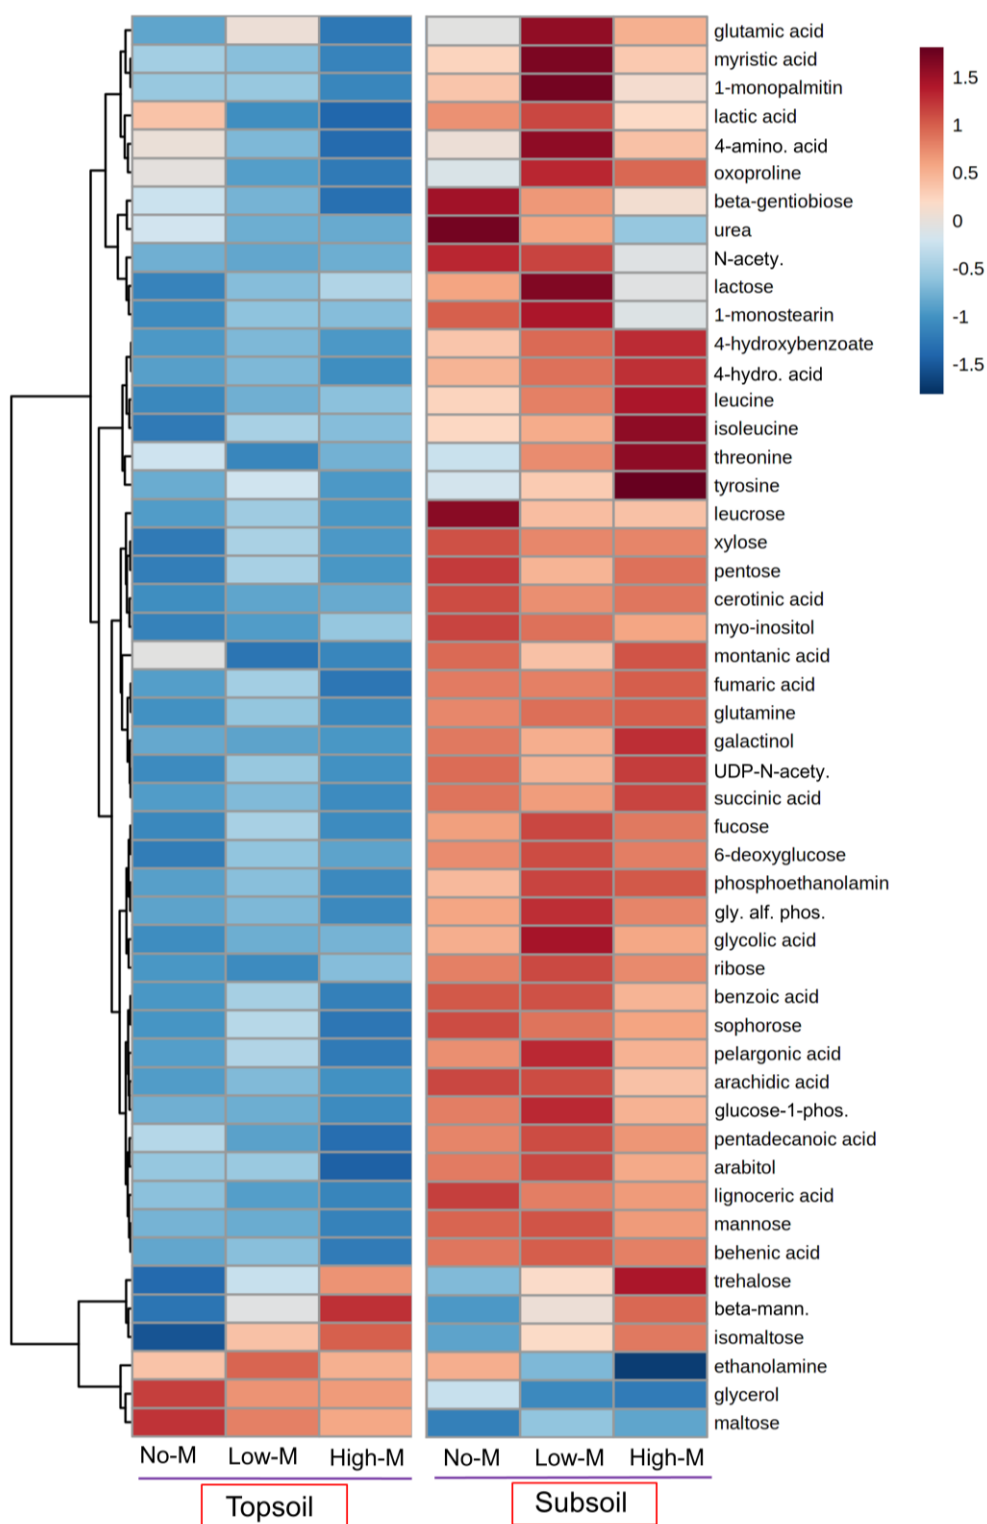 glutamic acid
myristic acid
1-monopalmitin
lactic acid
4-amino. acid
oxoproline
beta-gentiobiose
urea
N-acety.
lactose
1-monostearin
4-hydroxybenzoate
4-hydro. acid
leucine
isoleucine
threonine
tyrosine
leucrose
xylose
pentose
cerotinic acid
myo-inositol
montanic acid
fumaric acid
glutamine
galactinol
UDP-N-acety.
succinic acid
fucose
6-deoxyglucose
phosphoethanolamin
gly. alf. phos.
glycolic acid
ribose
benzoic acid
sophorose
pelargonic acid
arachidic acid
glucose-1-phos.
pentadecanoic acid
arabitol
lignoceric acid
mannose
behenic acid
trehalose
beta-mann.
isomaltose
ethanolamine
glycerol
maltose
1.5
1
0.5
0
-0.5
-1
-1.5
No-M Low-M High-M No-M Low-M High-M
Topsoil Subsoil